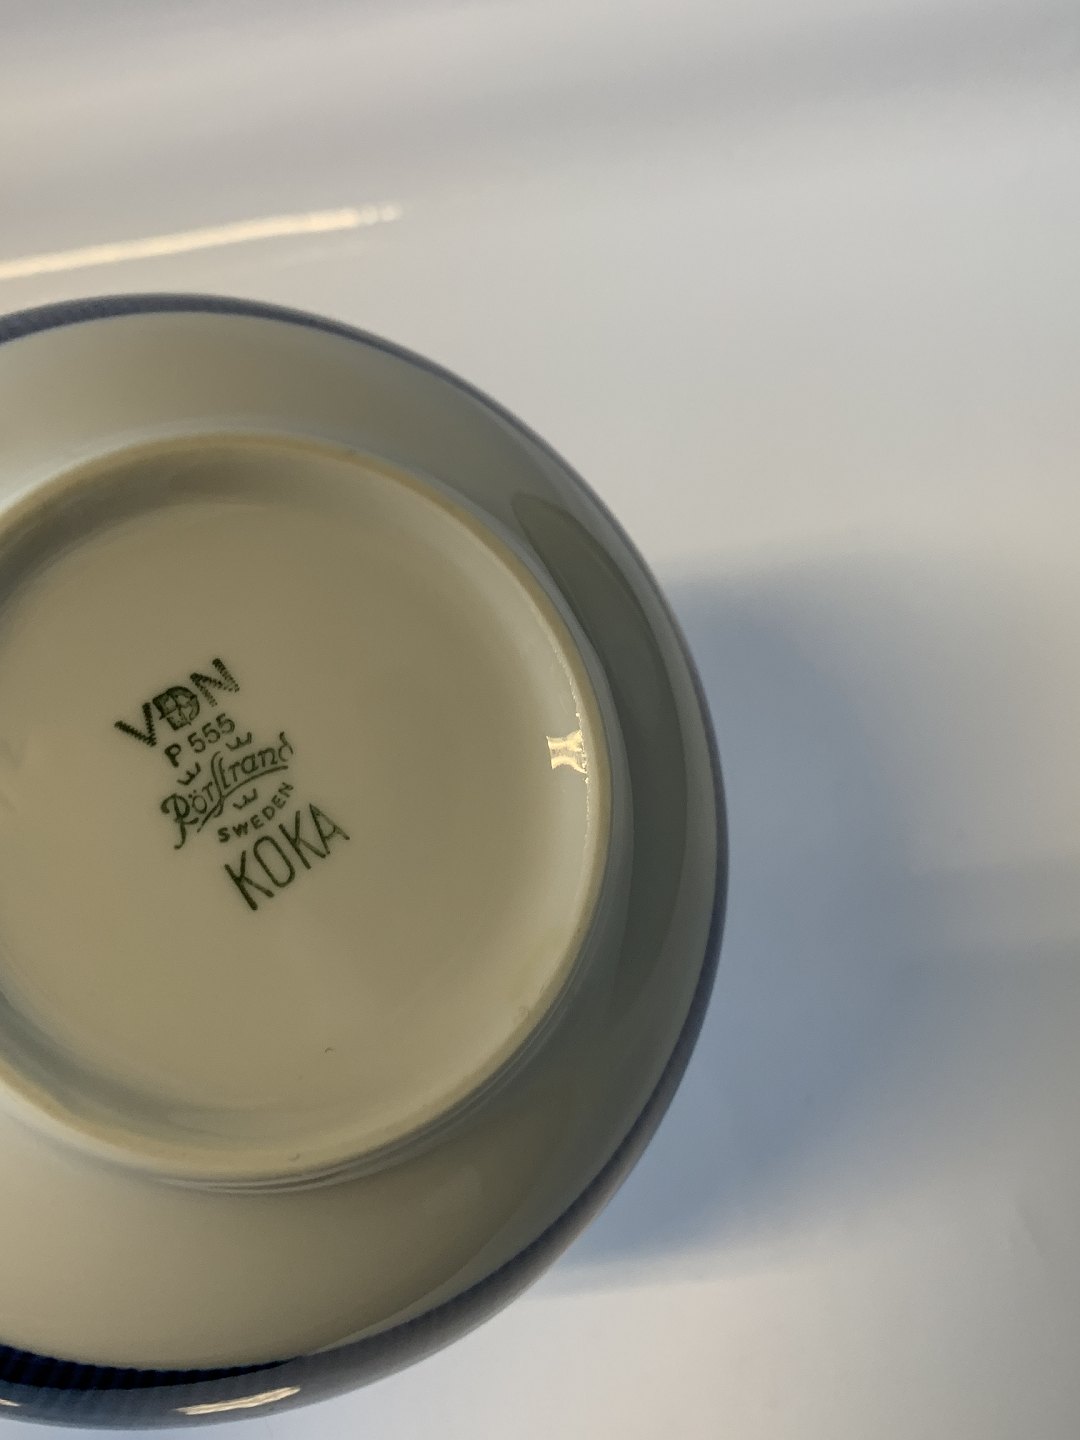 VDN
P 555
Rörstrand
SWEDEN
KOKA